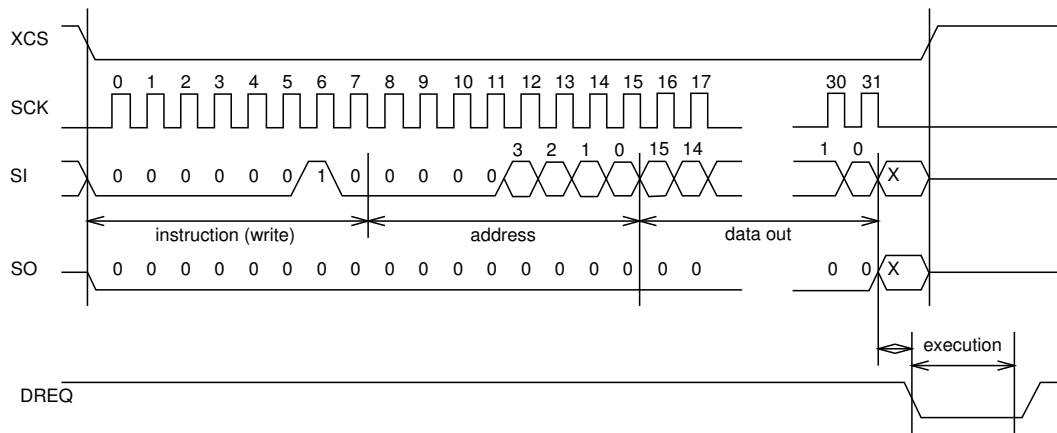 XCS
0 1 2 3 4 5 6 7 8 9 10 11 12 13 14 15 16 17 30 31
SCK
3 2 1 0 15 14 1 0
SI 0 0 0 0 0 0 1 0 0 0 0 0 X
instruction (write) address data out
SO 0 0 0 0 0 0 0 0 0 0 0 0 0 0 0 0 0 0 0 0 X
execution
DREQ